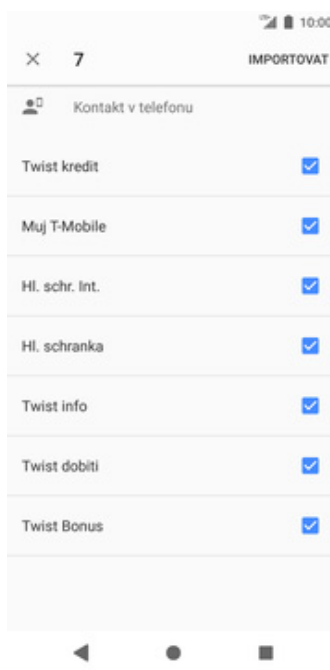 10:00
7 IMPORTOVAT
Kontakt v telefonu
Twist kredit
Muj T-Mobile
Hl. schr. Int.
Hl. schranka
Twist info
Twist dobiti
Twist Bonus